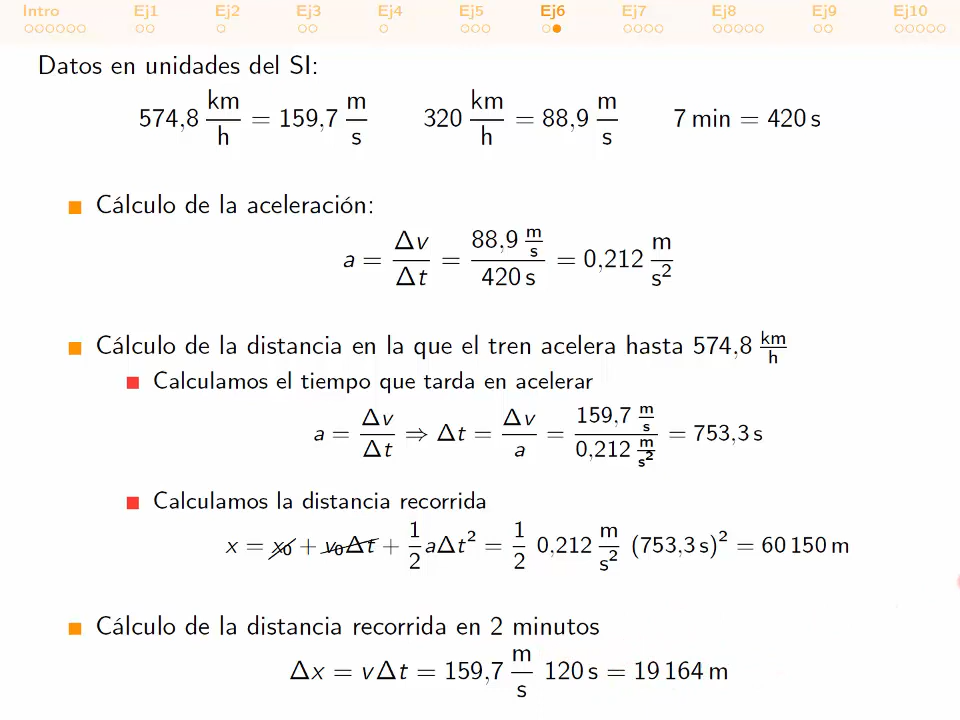 Intro Ej1 Ej2 Ej3 Ej4 Ej5 Ej6 Ej7 Ej8 Ej9 Ej10
Datos en unidades del SI:
574,8 km/h = 159,7 m/s 320 km/h = 88,9 m/s 7 min = 420 s
Cálculo de la aceleración:
a = Δv/Δt = 88,9 m/s / 420 s = 0,212 m/s²
Cálculo de la distancia en la que el tren acelera hasta 574,8 km/h
Calculamos el tiempo que tarda en acelerar
a = Δv/Δt ⇒ Δt = Δv/a = 159,7 m/s / 0,212 m/s² = 753,3 s
Calculamos la distancia recorrida
x = x₀ + v₀Δt + 1/2 aΔt² = 1/2 0,212 m/s² (753,3 s)² = 60 150 m
Cálculo de la distancia recorrida en 2 minutos
Δx = vΔt = 159,7 m/s 120 s = 19 164 m